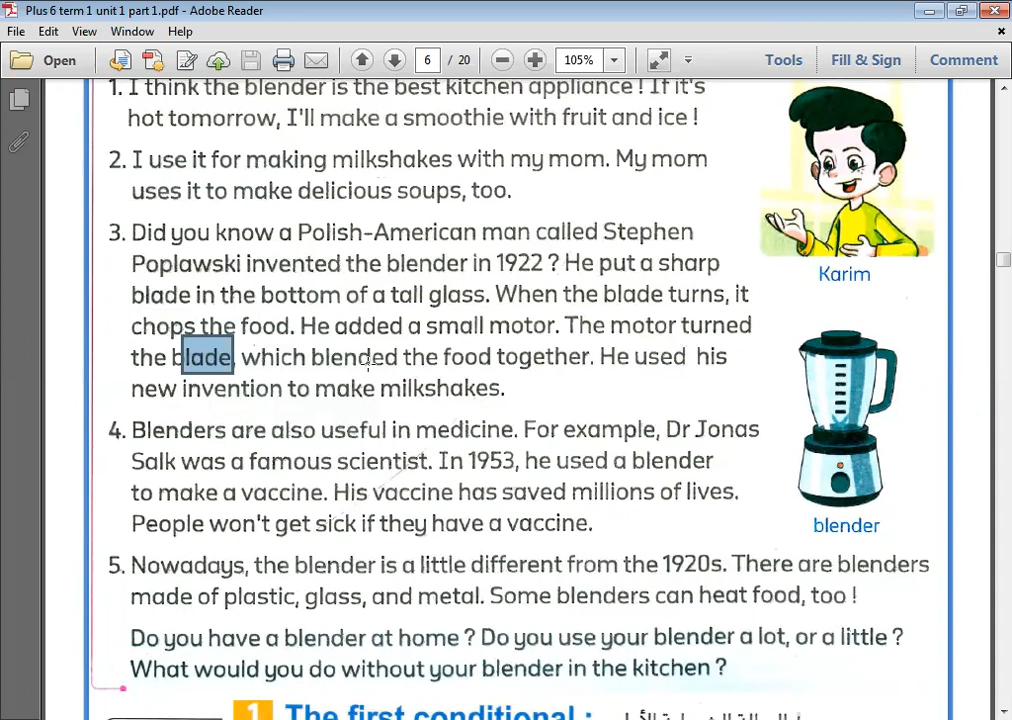 Plus 6 term 1 unit 1 part 1.pdf - Adobe Reader
File Edit View Window Help
Open 6 / 20 105% Tools Fill & Sign Comment
1. I think the blender is the best kitchen appliance ! If it's
hot tomorrow, I'll make a smoothie with fruit and ice !
2. I use it for making milkshakes with my mom. My mom
uses it to make delicious soups, too.
3. Did you know a Polish-American man called Stephen
Poplawski invented the blender in 1922 ? He put a sharp
blade in the bottom of a tall glass. When the blade turns, it
chops the food. He added a small motor. The motor turned
the blade, which blended the food together. He used his
new invention to make milkshakes.
Karim
4. Blenders are also useful in medicine. For example, Dr Jonas
Salk was a famous scientist. In 1953, he used a blender
to make a vaccine. His vaccine has saved millions of lives.
People won't get sick if they have a vaccine.
blender
5. Nowadays, the blender is a little different from the 1920s. There are blenders
made of plastic, glass, and metal. Some blenders can heat food, too !
Do you have a blender at home ? Do you use your blender a lot, or a little ?
What would you do without your blender in the kitchen ?
1 The first conditional :